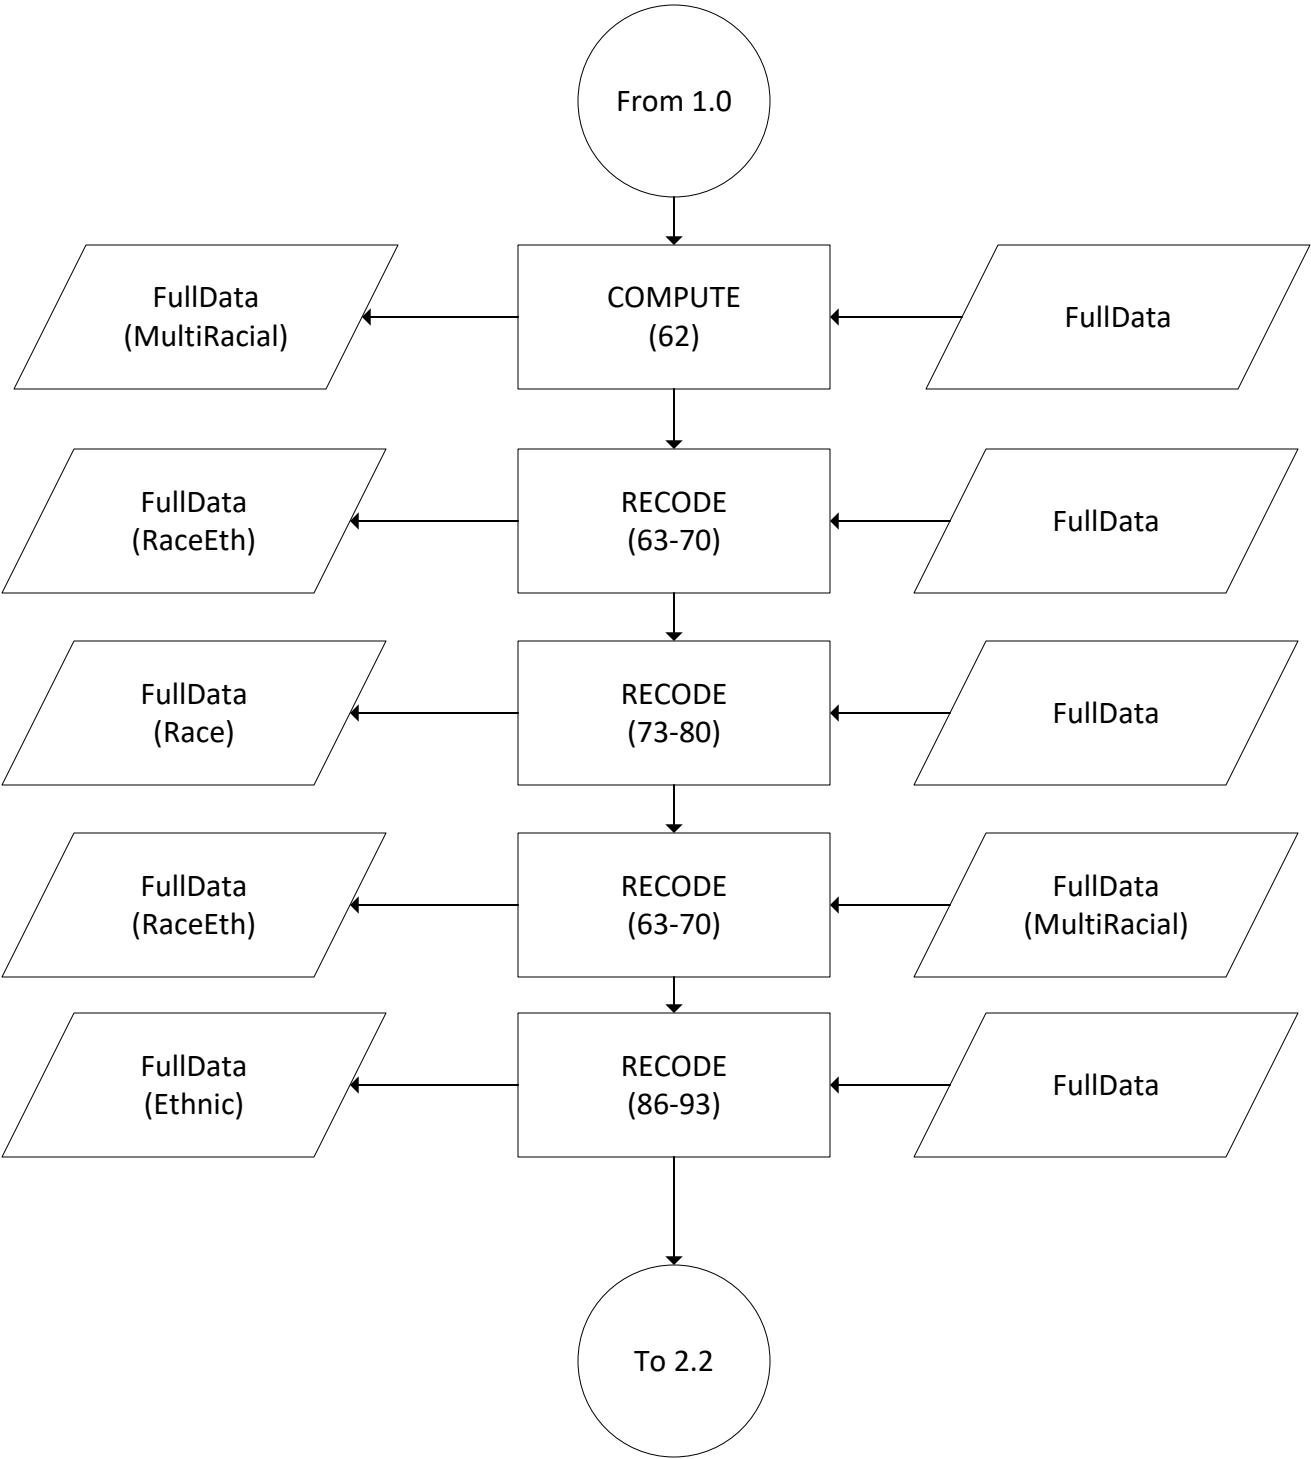 From 1.0
FullData
(MultiRacial)
COMPUTE
(62)
FullData
FullData
(RaceEth)
RECODE
(63-70)
FullData
FullData
(Race)
RECODE
(73-80)
FullData
FullData
(RaceEth)
RECODE
(63-70)
FullData
(MultiRacial)
FullData
(Ethnic)
RECODE
(86-93)
FullData
To 2.2